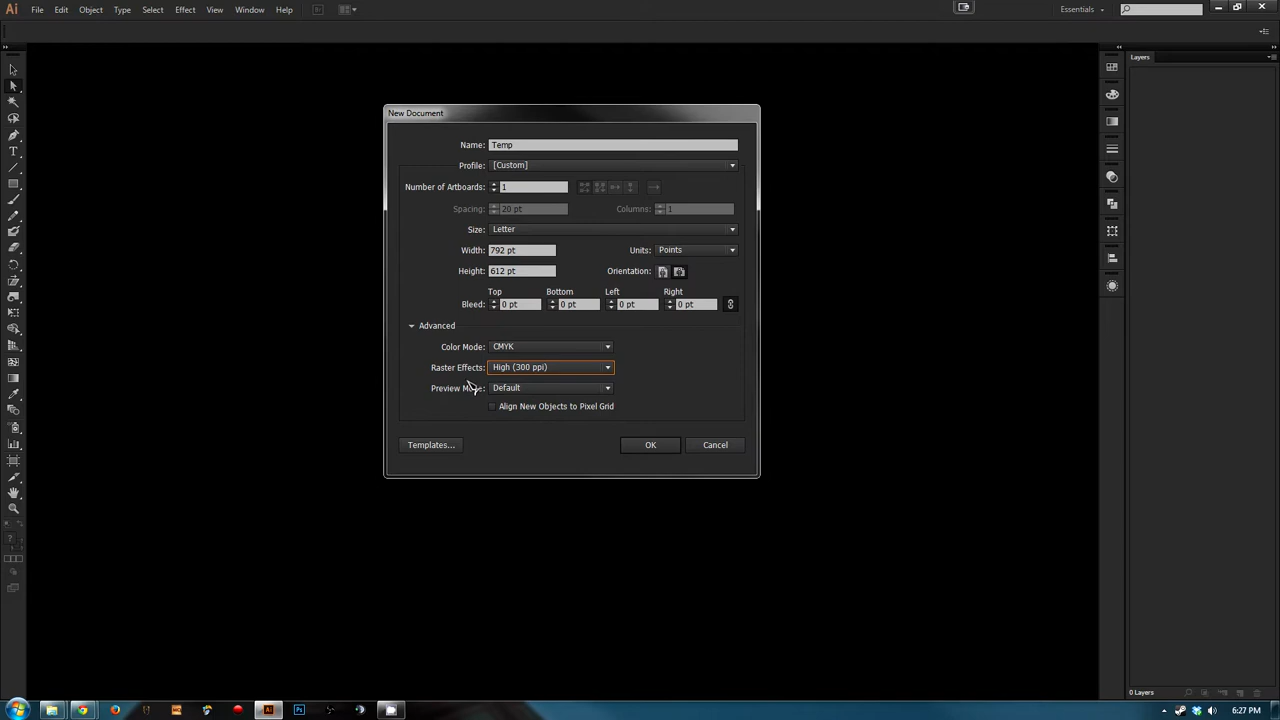 Ai File Edit Object Type Select Effect View Window Help Br Essentials
Layers
New Document
Name: Temp
Profile: [Custom]
Number of Artboards: 1
Spacing: 20 pt Columns: 1
Size: Letter
Width: 792 pt Units: Points
Height: 612 pt Orientation:
Top Bottom Left Right
Bleed: 0 pt 0 pt 0 pt 0 pt
Advanced
Color Mode: CMYK
Raster Effects: High (300 ppi)
Preview Mode: Default
Align New Objects to Pixel Grid
Templates... OK Cancel
0 Layers
Ai Ps 6:27 PM